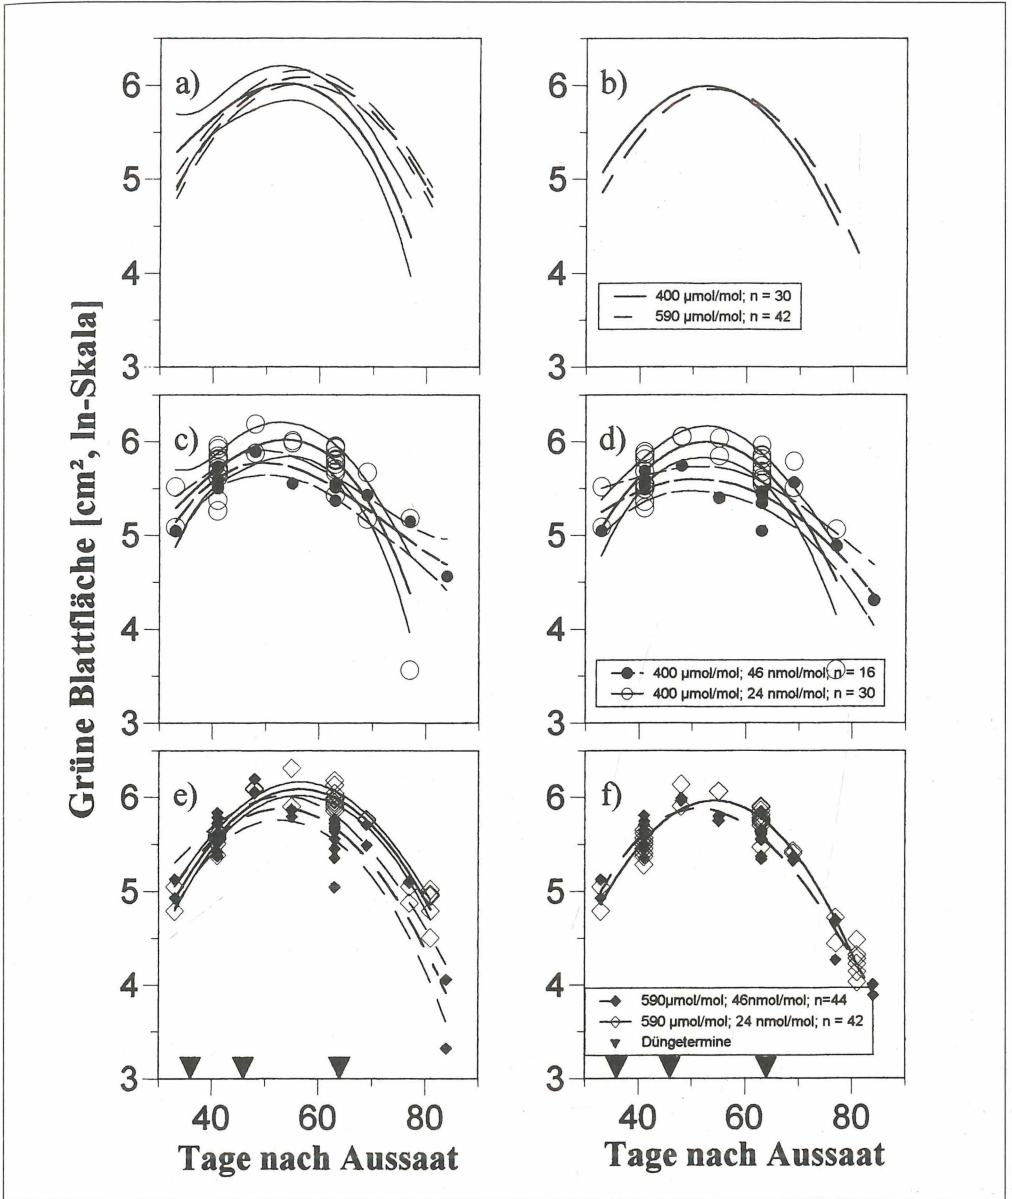 Grüne Blattfläche [cm², ln-Skala]
a)
6
5
4
3
b)
6
5
4
3
400 µmol/mol; n = 30
590 µmol/mol; n = 42
c)
6
5
4
3
d)
6
5
4
3
400 µmol/mol; 46 nmol/mol; n = 16
400 µmol/mol; 24 nmol/mol; n = 30
e)
6
5
4
3
40 60 80
Tage nach Aussaat
f)
6
5
4
3
590µmol/mol; 46nmol/mol; n=44
590 µmol/mol; 24 nmol/mol; n = 42
Düngetermine
40 60 80
Tage nach Aussaat